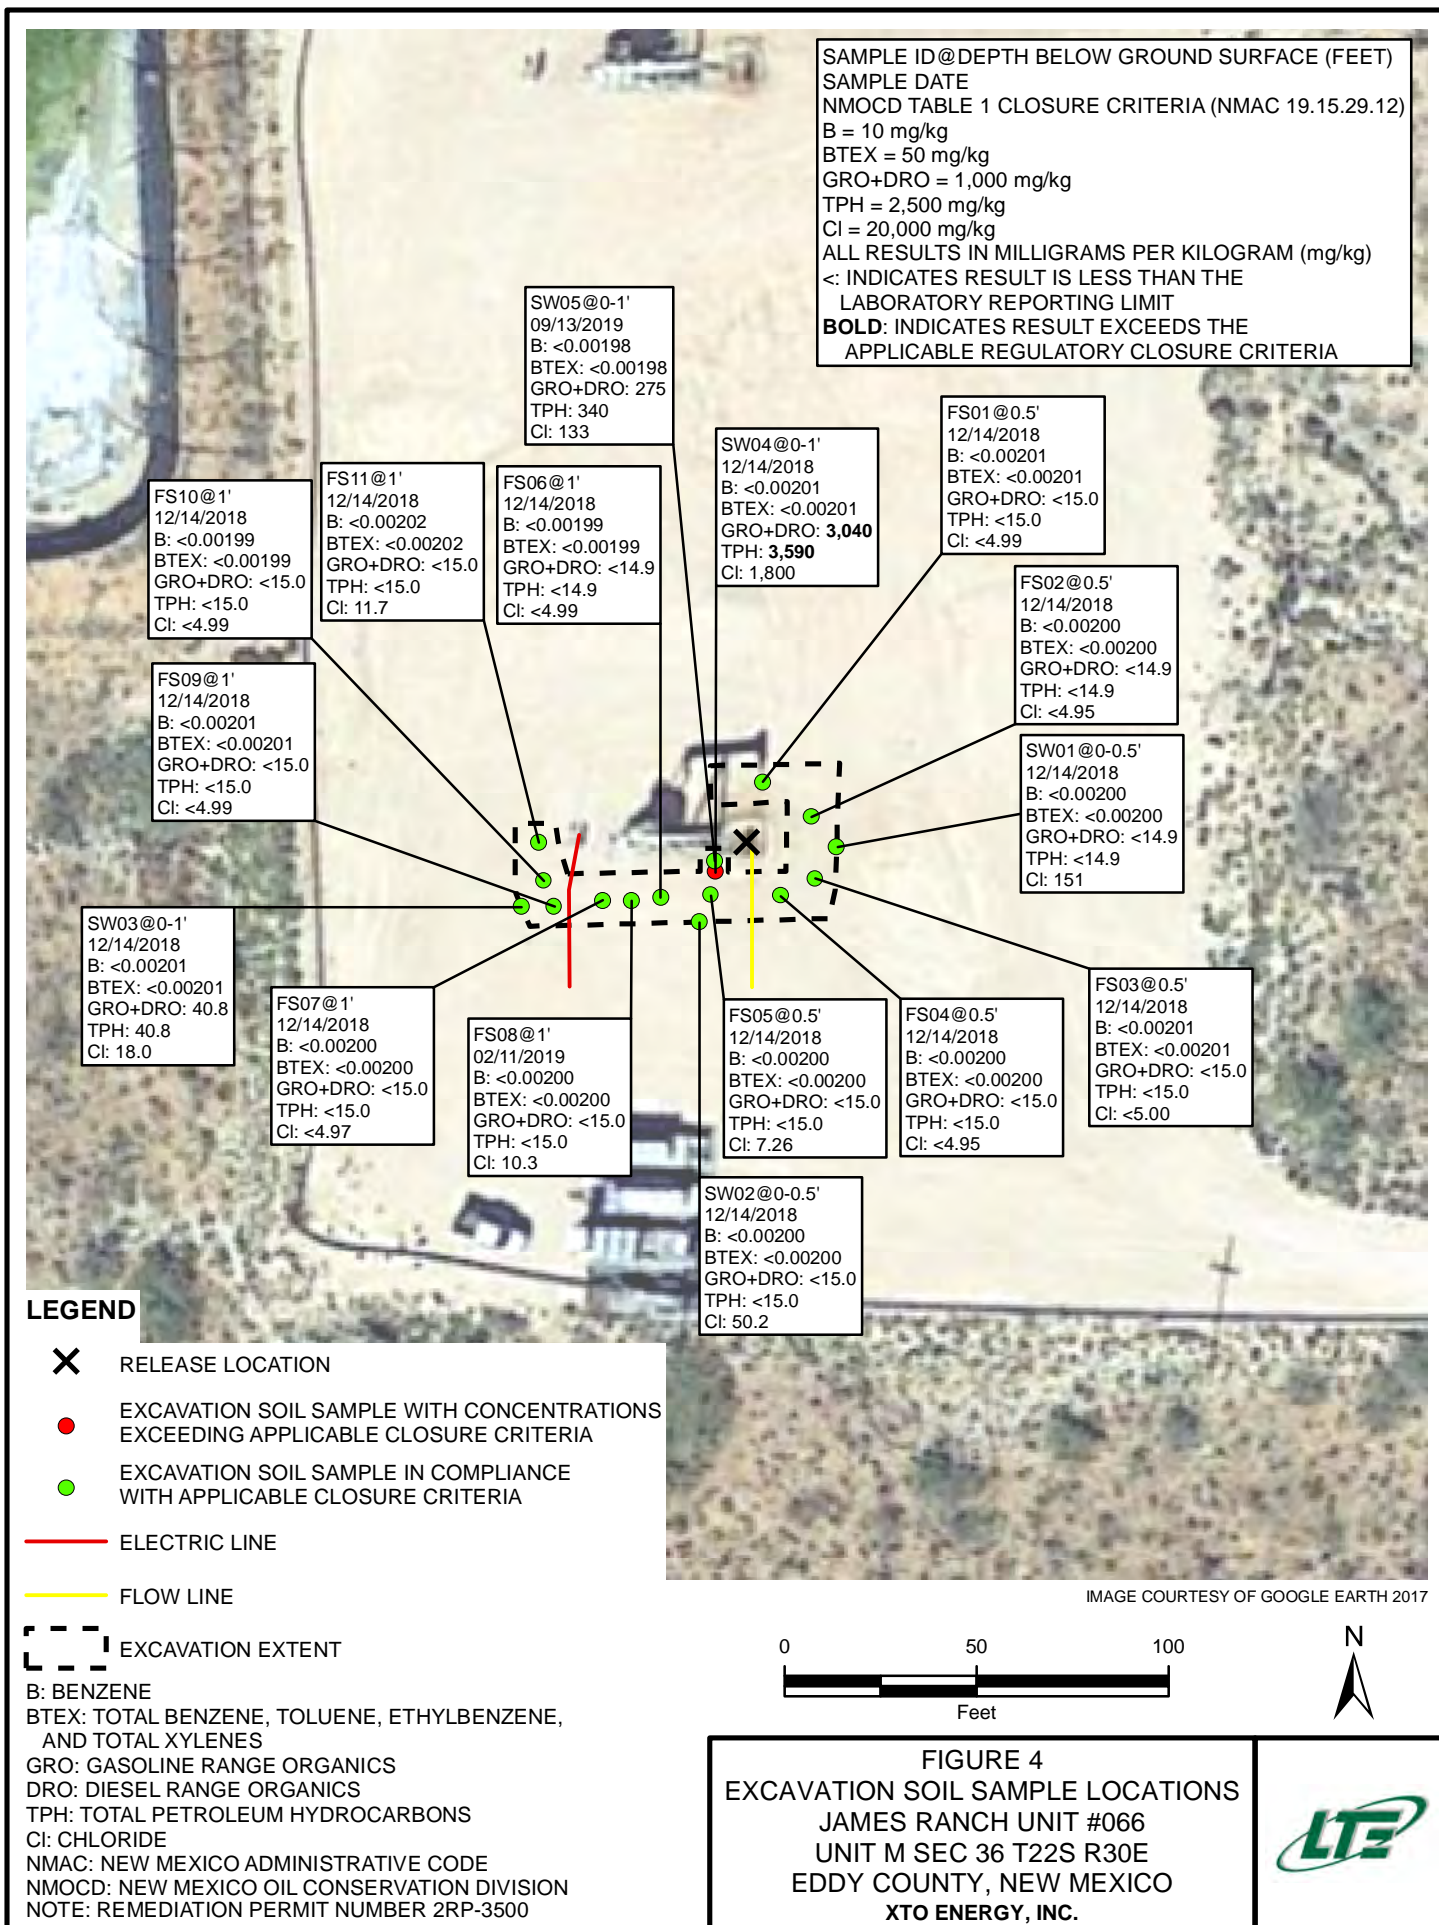 SAMPLE ID@DEPTH BELOW GROUND SURFACE (FEET)
SAMPLE DATE
NMOCD TABLE 1 CLOSURE CRITERIA (NMAC 19.15.29.12)
B = 10 mg/kg
BTEX = 50 mg/kg
GRO+DRO = 1,000 mg/kg
TPH = 2,500 mg/kg
Cl = 20,000 mg/kg
ALL RESULTS IN MILLIGRAMS PER KILOGRAM (mg/kg)
<: INDICATES RESULT IS LESS THAN THE
LABORATORY REPORTING LIMIT
BOLD: INDICATES RESULT EXCEEDS THE
APPLICABLE REGULATORY CLOSURE CRITERIA
SW05@0-1'
09/13/2019
B: <0.00198
BTEX: <0.00198
GRO+DRO: 275
TPH: 340
Cl: 133
SW04@0-1'
12/14/2018
B: <0.00201
BTEX: <0.00201
GRO+DRO: 3,040
TPH: 3,590
Cl: 1,800
FS01@0.5'
12/14/2018
B: <0.00201
BTEX: <0.00201
GRO+DRO: <15.0
TPH: <15.0
Cl: <4.99
FS10@1'
12/14/2018
B: <0.00199
BTEX: <0.00199
GRO+DRO: <15.0
TPH: <15.0
Cl: <4.99
FS11@1'
12/14/2018
B: <0.00202
BTEX: <0.00202
GRO+DRO: <15.0
TPH: <15.0
Cl: 11.7
FS06@1'
12/14/2018
B: <0.00199
BTEX: <0.00199
GRO+DRO: <14.9
TPH: <14.9
Cl: <4.99
FS02@0.5'
12/14/2018
B: <0.00200
BTEX: <0.00200
GRO+DRO: <14.9
TPH: <14.9
Cl: <4.95
FS09@1'
12/14/2018
B: <0.00201
BTEX: <0.00201
GRO+DRO: <15.0
TPH: <15.0
Cl: <4.99
SW01@0-0.5'
12/14/2018
B: <0.00200
BTEX: <0.00200
GRO+DRO: <14.9
TPH: <14.9
Cl: 151
SW03@0-1'
12/14/2018
B: <0.00201
BTEX: <0.00201
GRO+DRO: 40.8
TPH: 40.8
Cl: 18.0
FS07@1'
12/14/2018
B: <0.00200
BTEX: <0.00200
GRO+DRO: <15.0
TPH: <15.0
Cl: <4.97
FS08@1'
02/11/2019
B: <0.00200
BTEX: <0.00200
GRO+DRO: <15.0
TPH: <15.0
Cl: 10.3
FS05@0.5'
12/14/2018
B: <0.00200
BTEX: <0.00200
GRO+DRO: <15.0
TPH: <15.0
Cl: 7.26
FS04@0.5'
12/14/2018
B: <0.00200
BTEX: <0.00200
GRO+DRO: <15.0
TPH: <15.0
Cl: <4.95
FS03@0.5'
12/14/2018
B: <0.00201
BTEX: <0.00201
GRO+DRO: <15.0
TPH: <15.0
Cl: <5.00
SW02@0-0.5'
12/14/2018
B: <0.00200
BTEX: <0.00200
GRO+DRO: <15.0
TPH: <15.0
Cl: 50.2
LEGEND
RELEASE LOCATION
EXCAVATION SOIL SAMPLE WITH CONCENTRATIONS
EXCEEDING APPLICABLE CLOSURE CRITERIA
EXCAVATION SOIL SAMPLE IN COMPLIANCE
WITH APPLICABLE CLOSURE CRITERIA
ELECTRIC LINE
FLOW LINE
EXCAVATION EXTENT
B: BENZENE
BTEX: TOTAL BENZENE, TOLUENE, ETHYLBENZENE,
AND TOTAL XYLENES
GRO: GASOLINE RANGE ORGANICS
DRO: DIESEL RANGE ORGANICS
TPH: TOTAL PETROLEUM HYDROCARBONS
Cl: CHLORIDE
NMAC: NEW MEXICO ADMINISTRATIVE CODE
NMOCD: NEW MEXICO OIL CONSERVATION DIVISION
NOTE: REMEDIATION PERMIT NUMBER 2RP-3500
IMAGE COURTESY OF GOOGLE EARTH 2017
0 50 100
Feet
N
FIGURE 4
EXCAVATION SOIL SAMPLE LOCATIONS
JAMES RANCH UNIT #066
UNIT M SEC 36 T22S R30E
EDDY COUNTY, NEW MEXICO
XTO ENERGY, INC.
LTE